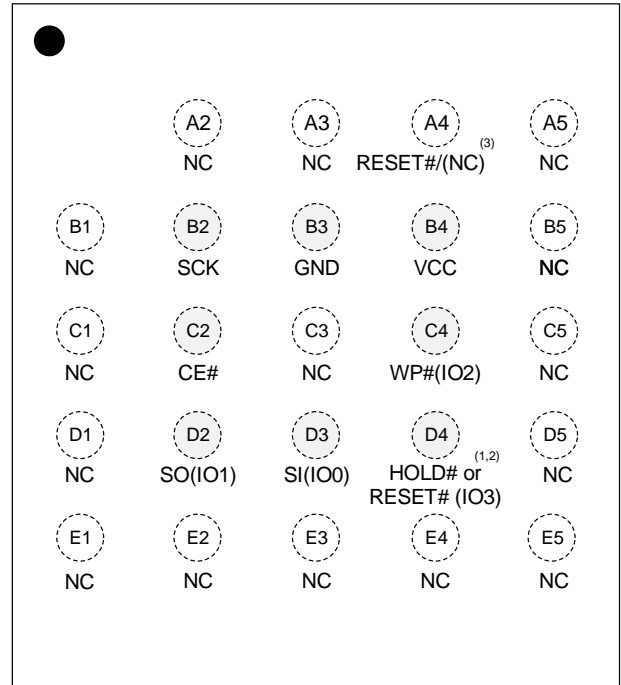 A2 A3 A4 A5
(3)
NC NC RESET#/(NC) NC
B1 B2 B3 B4 B5
NC SCK GND VCC NC
C1 C2 C3 C4 C5
NC CE# NC WP#(IO2) NC
D1 D2 D3 D4 D5
(1,2)
NC SO(IO1) SI(IO0) HOLD# or NC
RESET# (IO3)
E1 E2 E3 E4 E5
NC NC NC NC NC